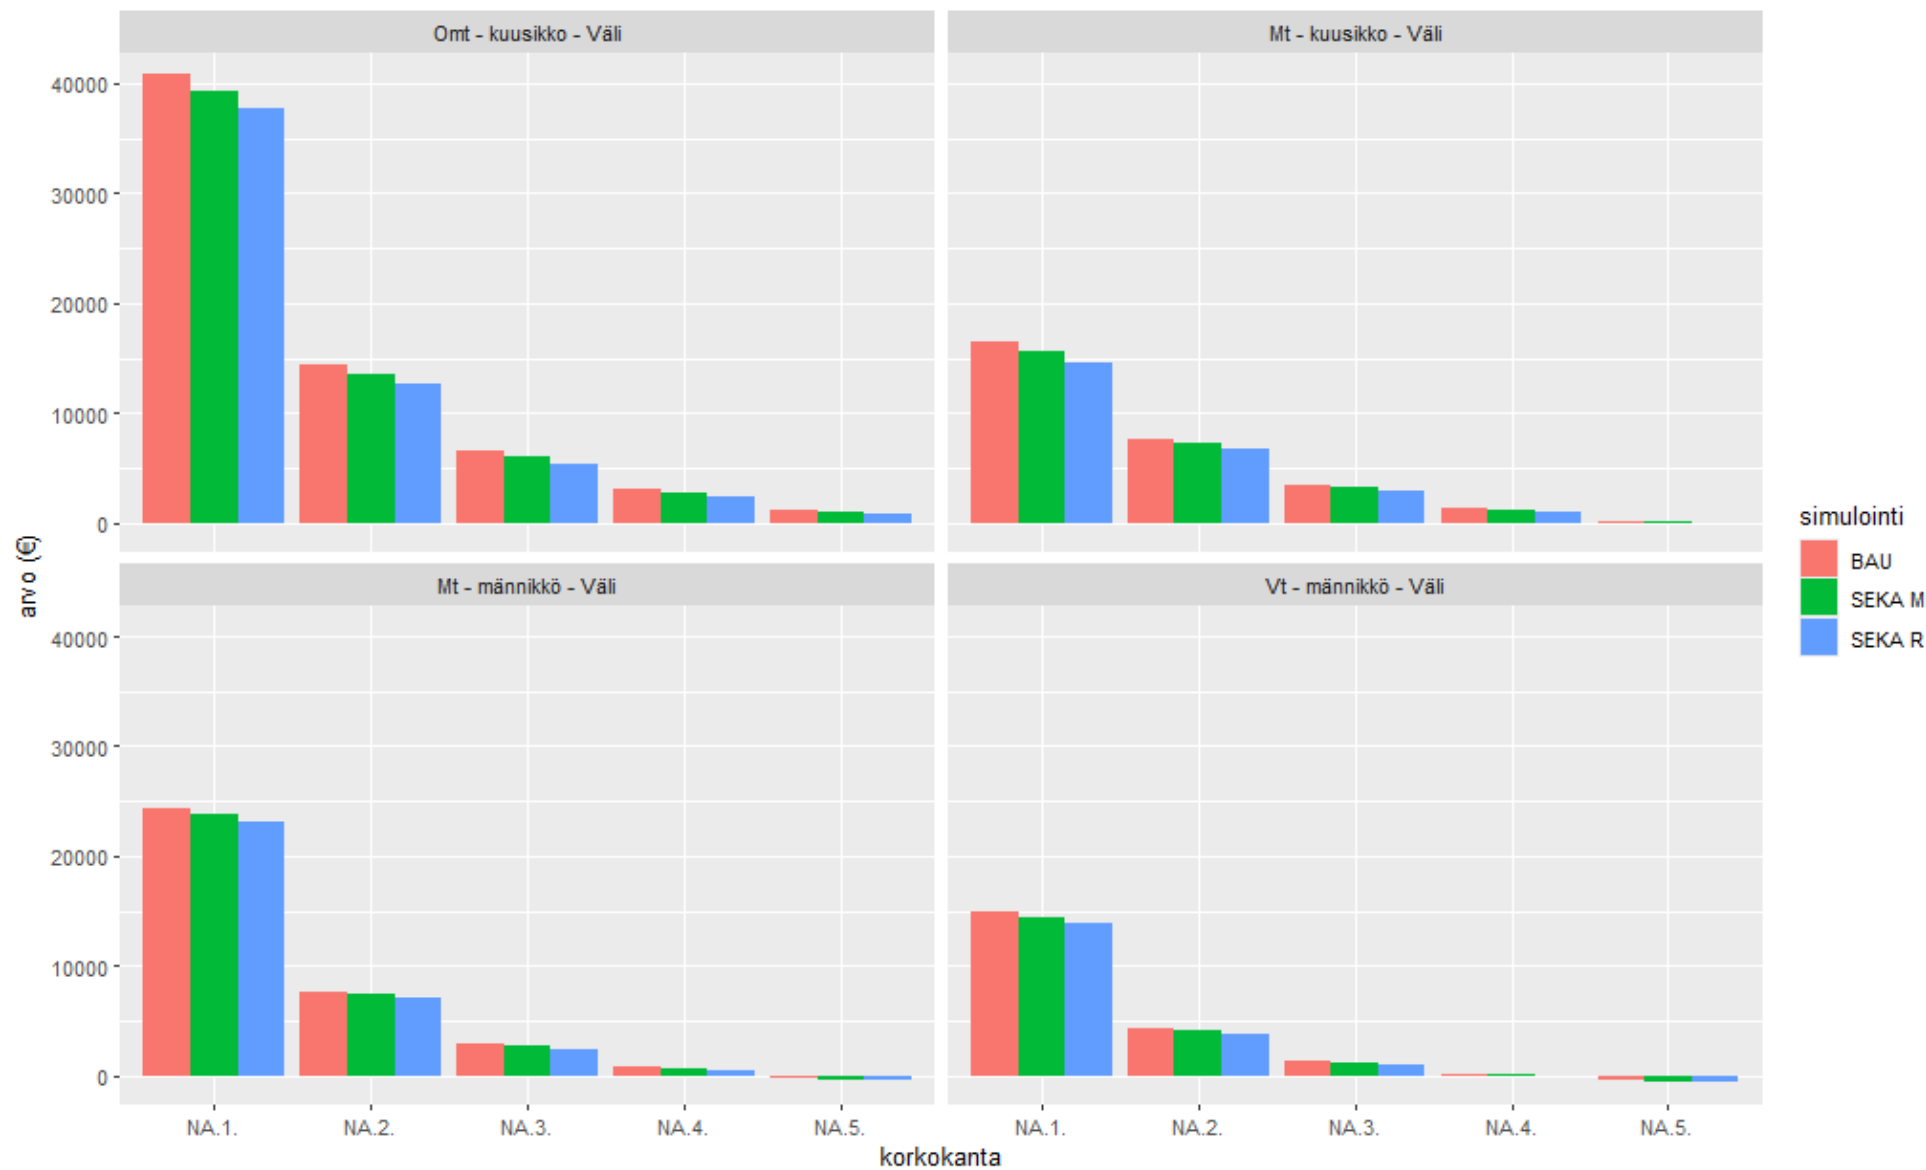 Omt - kuusikko - Väli
Mt - kuusikko - Väli
40000
30000
20000
10000
0
Mt - männikkö - Väli
Vt - männikkö - Väli
40000
30000
20000
10000
0
NA.1. NA.2. NA.3. NA.4. NA.5.
NA.1. NA.2. NA.3. NA.4. NA.5.
korkokanta
arvo (€)
simulointi
BAU
SEKA M
SEKA R